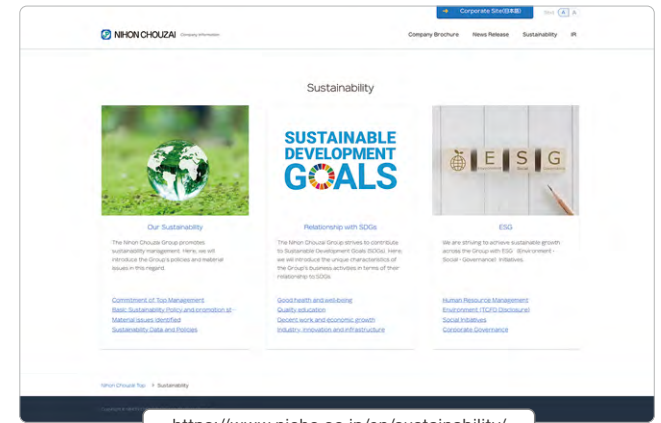 Corporate Site(日本語)
A A
NIHON CHOUZAI Company Information
Company Brochure News Release Sustainability IR
Sustainability
SUSTAINABLE
DEVELOPMENT
GOALS
E S G
Our Sustainability
The Nihon Chouzai Group promotes
sustainability management. Here, we will
introduce the Group's policies and material
issues in this regard.
Commitment of Top Management
Basic Sustainability Policy and promotion st
Material Issues Identified
Sustainability Data and Policies
Relationship with SDGs
The Nihon Chouzai Group strives to contribute
to Sustainable Development Goals (SDGs). Here,
we will introduce the unique characteristics of
the Group's business activities in terms of their
relationship to SDGs.
Good health and well-being
Quality education
Decent work and economic growth
Industry, innovation and infrastructure
ESG
We are striving to achieve sustainable growth
across the Group with ESG (Environment・
Social・Governance) Initiatives.
Human Resource Management
Environment (TCFD Disclosure)
Social Initiatives
Corporate Governance
Nihon Chouzai Top > Sustainability